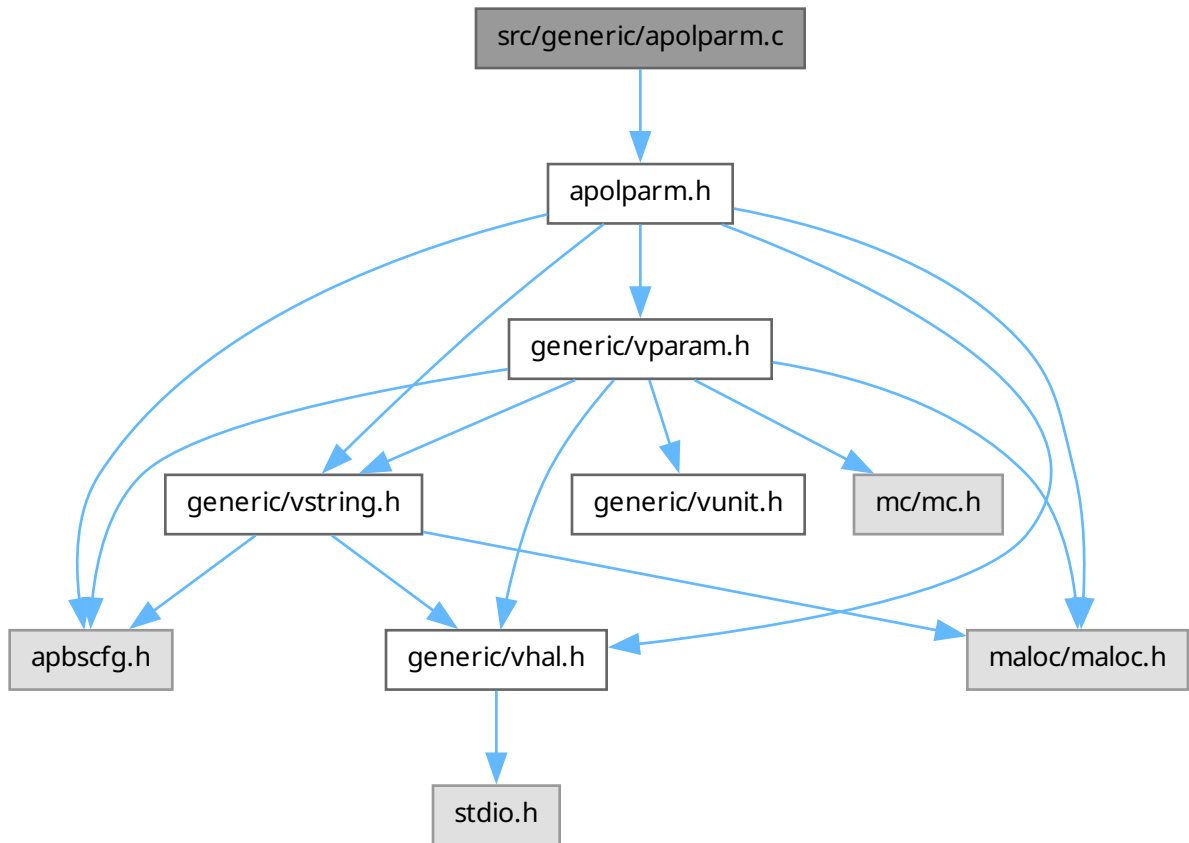 src/generic/apolparm.c
apolparm.h
generic/vparam.h
generic/vstring.h
generic/vunit.h
mc/mc.h
apbscfg.h
generic/vhal.h
maloc/maloc.h
stdio.h